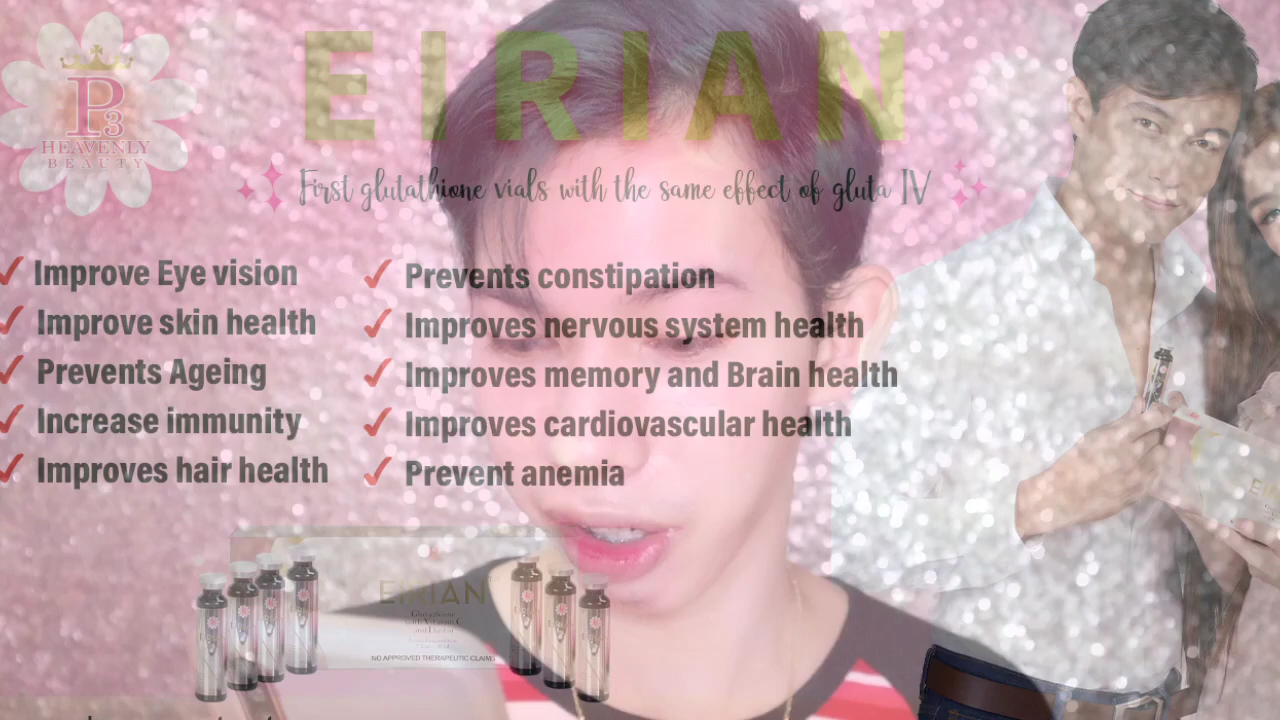 EIRIAN
P3
HEAVENLY
BEAUTY
First glutathione vials with the same effect of gluta IV
✓ Improve Eye vision
✓ Improve skin health
✓ Prevents Ageing
✓ Increase immunity
✓ Improves hair health
✓ Prevents constipation
✓ Improves nervous system health
✓ Improves memory and Brain health
✓ Improves cardiovascular health
✓ Prevent anemia
EIRIAN
Glutathione
NO APPROVED THERAPEUTIC CLAIMS